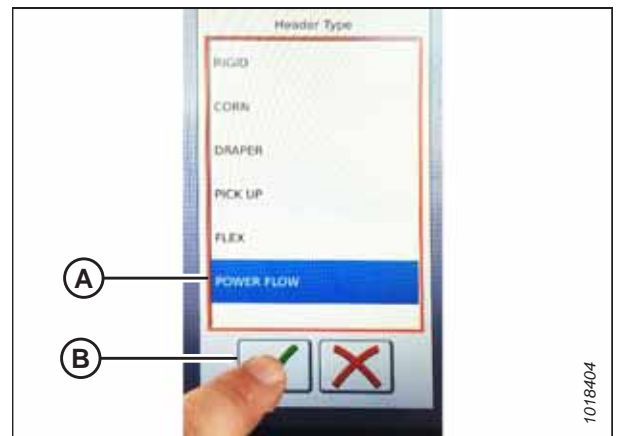 Header Type
RIGID
CORN
DRAPER
PICK UP
FLEX
POWER FLOW
A
B
1018404